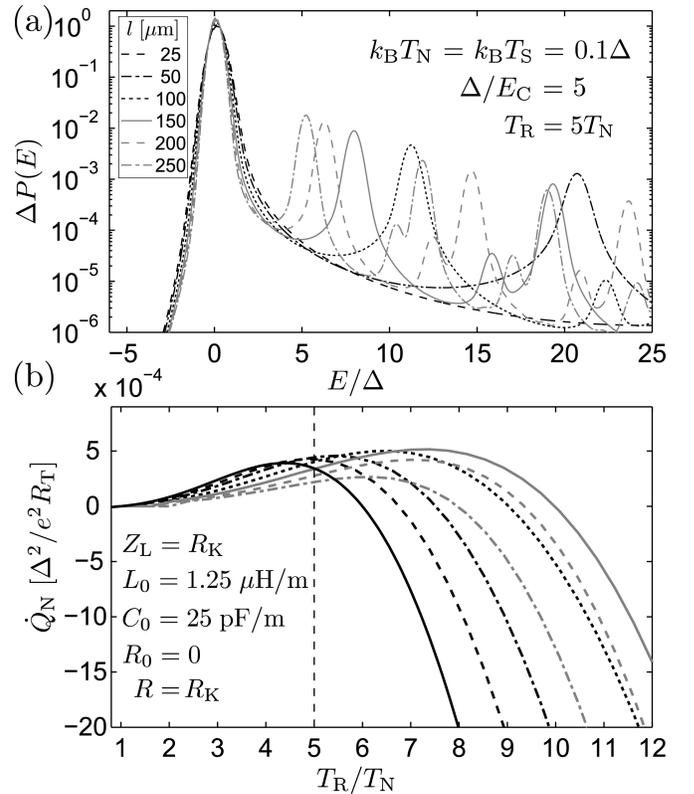 (a)
l [μm]
25
50
100
150
200
250
k_B T_N = k_B T_S = 0.1Δ
Δ/E_C = 5
T_R = 5T_N
ΔP(E)
10^0
10^−1
10^−2
10^−3
10^−4
10^−5
10^−6
−5 0 5 10 15 20 25
E/Δ
(b)
x 10^−4
Q̇_N [Δ^2/e^2 R_T]
5
0
−5
−10
−15
−20
Z_L = R_K
L_0 = 1.25 μH/m
C_0 = 25 pF/m
R_0 = 0
R = R_K
1 2 3 4 5 6 7 8 9 10 11 12
T_R/T_N